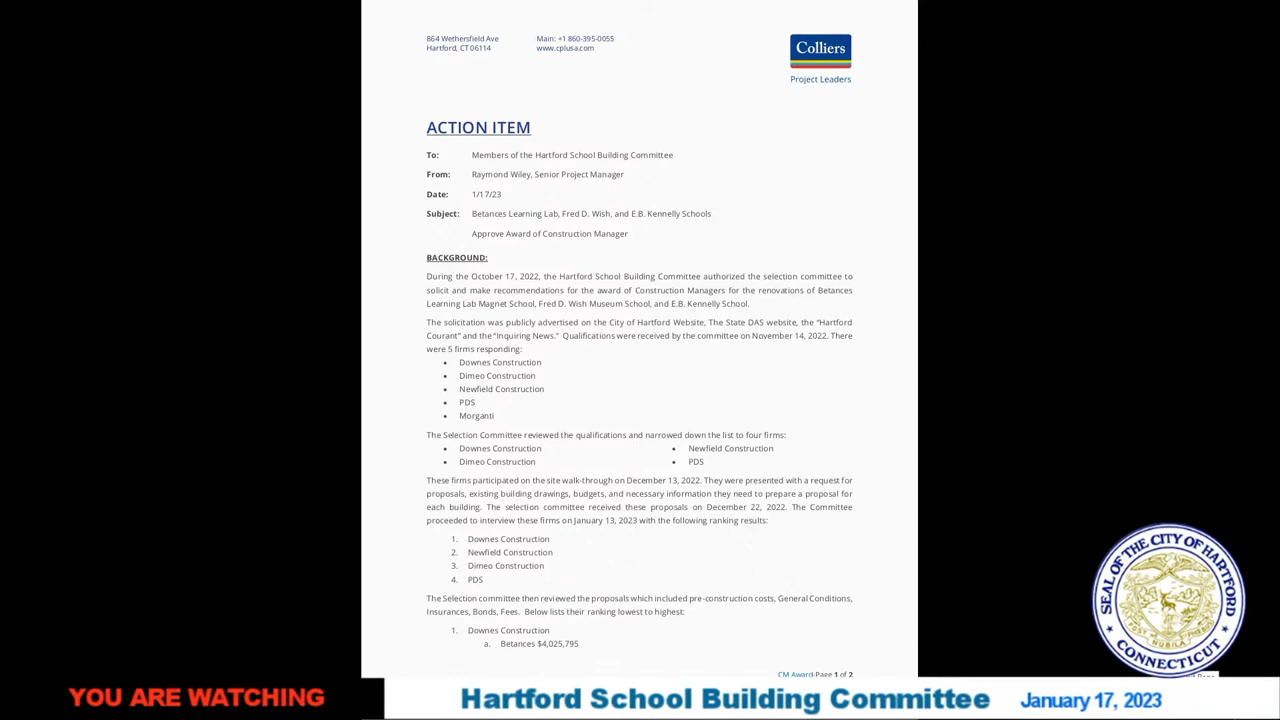 864 Wethersfield Ave
Hartford, CT 06114
Main: +1 860-395-0055
www.cplusa.com
Colliers
Project Leaders
ACTION ITEM
To: Members of the Hartford School Building Committee
From: Raymond Wiley, Senior Project Manager
Date: 1/17/23
Subject: Betances Learning Lab, Fred D. Wish, and E.B. Kennelly Schools
Approve Award of Construction Manager
BACKGROUND:
During the October 17, 2022, the Hartford School Building Committee authorized the selection committee to
solicit and make recommendations for the award of Construction Managers for the renovations of Betances
Learning Lab Magnet School, Fred D. Wish Museum School, and E.B. Kennelly School.
The solicitation was publicly advertised on the City of Hartford Website, The State DAS website, the “Hartford
Courant” and the “Inquiring News.” Qualifications were received by the committee on November 14, 2022. There
were 5 firms responding:
• Downes Construction
• Dimeo Construction
• Newfield Construction
• PDS
• Morganti
The Selection Committee reviewed the qualifications and narrowed down the list to four firms:
• Downes Construction
• Dimeo Construction
• Newfield Construction
• PDS
These firms participated on the site walk-through on December 13, 2022. They were presented with a request for
proposals, existing building drawings, budgets, and necessary information they need to prepare a proposal for
each building. The selection committee received these proposals on December 22, 2022. The Committee
proceeded to interview these firms on January 13, 2023 with the following ranking results:
1. Downes Construction
2. Newfield Construction
3. Dimeo Construction
4. PDS
The Selection committee then reviewed the proposals which included pre-construction costs, General Conditions,
Insurances, Bonds, Fees. Below lists their ranking lowest to highest:
1. Downes Construction
a. Betances $4,025,795
CM Award-Page 1 of 2
SEAL OF THE CITY OF HARTFORD
CONNECTICUT
YOU ARE WATCHING
Hartford School Building Committee
January 17, 2023